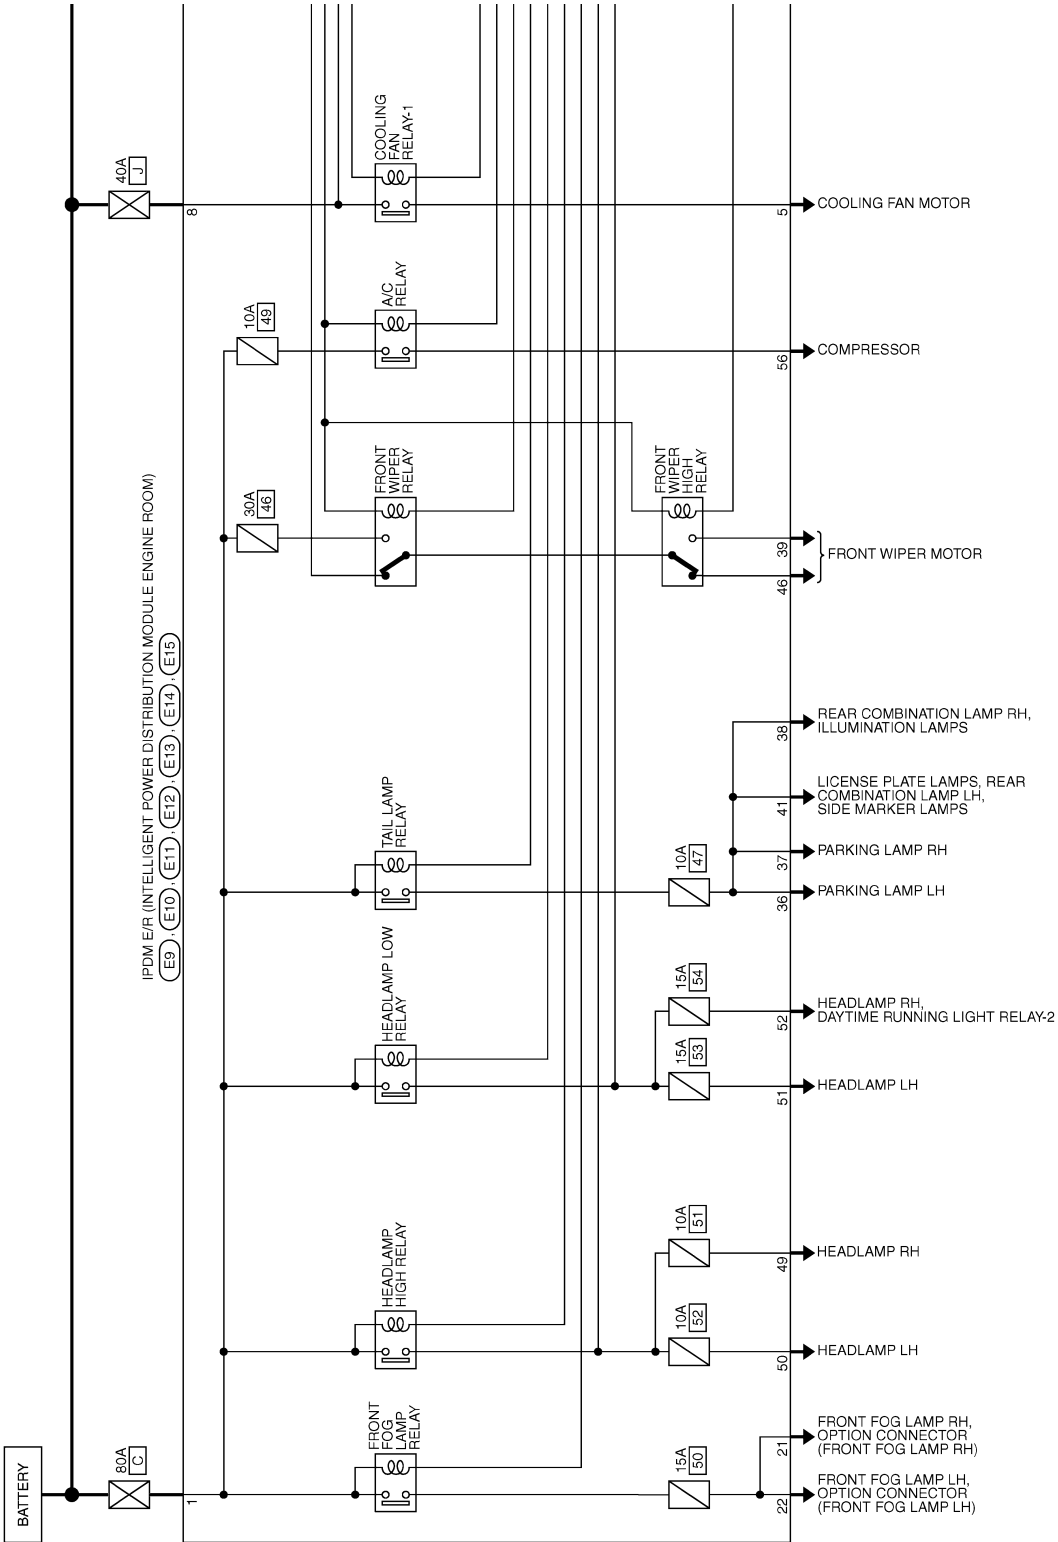 40A
J
8
COOLING
FAN
RELAY-1
5
COOLING FAN MOTOR
10A
49
A/C
RELAY
56
COMPRESSOR
IPDM E/R (INTELLIGENT POWER DISTRIBUTION MODULE ENGINE ROOM)
E9 , E10 , E11 , E12 , E13 , E14 , E15
30A
46
FRONT
WIPER
RELAY
FRONT
WIPER
HIGH
RELAY
39
46
FRONT WIPER MOTOR
38
REAR COMBINATION LAMP RH,
ILLUMINATION LAMPS
TAIL LAMP
RELAY
10A
47
41
LICENSE PLATE LAMPS, REAR
COMBINATION LAMP LH,
SIDE MARKER LAMPS
37
PARKING LAMP RH
36
PARKING LAMP LH
HEADLAMP LOW
RELAY
15A
54
52
HEADLAMP RH,
DAYTIME RUNNING LIGHT RELAY-2
15A
53
51
HEADLAMP LH
HEADLAMP
HIGH RELAY
10A
51
49
HEADLAMP RH
10A
52
50
HEADLAMP LH
BATTERY
80A
C
1
FRONT
FOG
LAMP
RELAY
15A
50
21
FRONT FOG LAMP RH,
OPTION CONNECTOR
(FRONT FOG LAMP RH)
22
FRONT FOG LAMP LH,
OPTION CONNECTOR
(FRONT FOG LAMP LH)